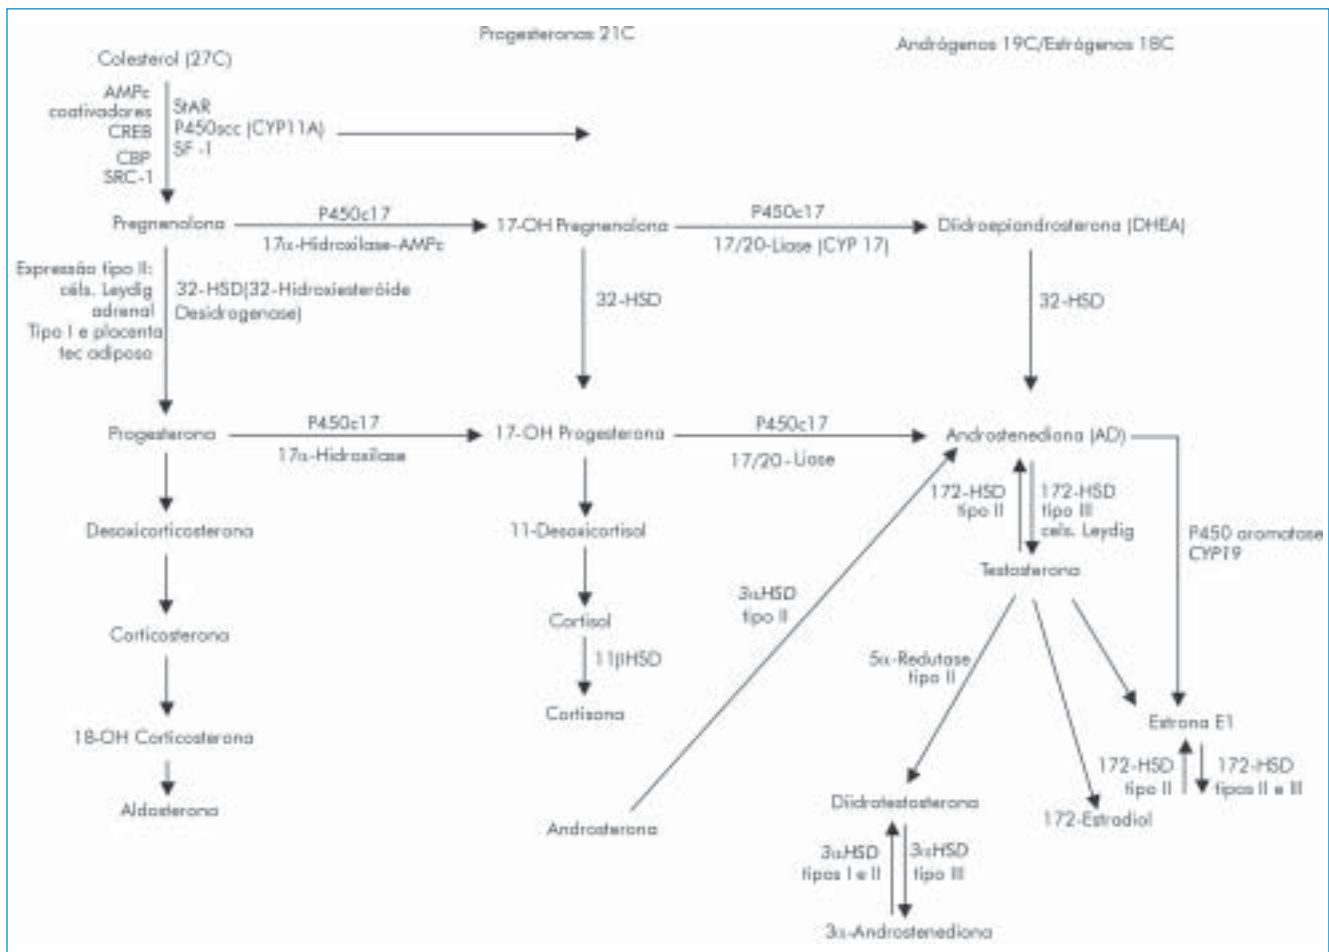 Progesteronas 21C
Andrógenos 19C/Estrógenos 18C
Colesterol (27C)
AMPc
coativadores
CREB
CBP
SRC-1
StAR
P450scc (CYP11A)
SF -1
Pregnenolona
P450c17
17α-Hidroxilase-AMPc
17-OH Pregnenolona
P450c17
17/20-Liase (CYP 17)
Diidroepiandrosterona (DHEA)
Expressão tipo II:
céls. Leydig
adrenal
Tipo I e placenta
tec adiposo
32-HSD(32-Hidroxiesteróide
Desidrogenase)
32-HSD
32-HSD
Progesterona
P450c17
17α-Hidroxilase
17-OH Progesterona
P450c17
17/20-Liase
Androstenediona (AD)
172-HSD
tipo II
172-HSD
tipo III
cels. Leydig
P450 aromatase
CYP19
Desoxicorticosterona
11-Desoxicortisol
Testosterona
3αHSD
tipo II
Corticosterona
Cortisol
11βHSD
5α-Redutase
tipo II
Cortisona
Estrona E1
18-OH Corticosterona
172-HSD
tipo II
172-HSD
tipos II e III
Aldosterona
Androsterona
Diidrotestosterona
172-Estradiol
3αHSD
tipos I e II
3αHSD
tipo III
3α-Androstenediona